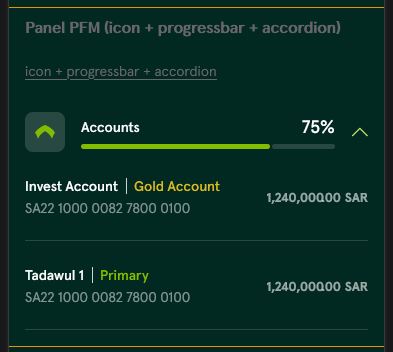 Panel PFM (icon + progressbar + accordion)
icon + progressbar + accordion
Accounts 75%
Invest Account | Gold Account 1,240,000.00 SAR
SA22 1000 0082 7800 0100
Tadawul 1 | Primary 1,240,000.00 SAR
SA22 1000 0082 7800 0100